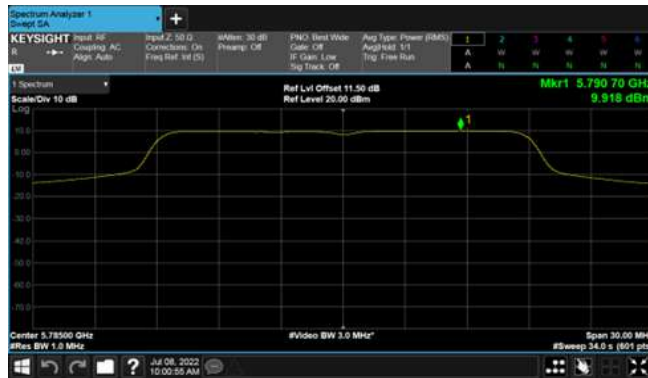 Spectrum Analyzer 1
Swept SA
+
KEYSIGHT Input: RF Input Z: 50 Ω #Atten: 30 dB PNO: Best Wide Avg Type: Power (RMS) 1 2 3 4 5 6
R Coupling: AC Corrections: On Preamp: Off Gate: Off Avg|Hold: 1/1 A W W W W W
Align: Auto Freq Ref: Int (S) IF Gain: Low Trig: Free Run
Sig Track: Off A N N N N N
1 Spectrum Ref Lvl Offset 11.50 dB Mkr1 5.790 70 GHz
Scale/Div 10 dB Ref Level 20.00 dBm 9.918 dBm
Log
10.0
1
0.00
-10.0
-20.0
-30.0
-40.0
-50.0
-60.0
-70.0
Center 5.78500 GHz #Video BW 3.0 MHz* Span 30.00 MHz
#Res BW 1.0 MHz #Sweep 34.0 s (601 pts)
? Jul 08, 2022
10:00:55 AM